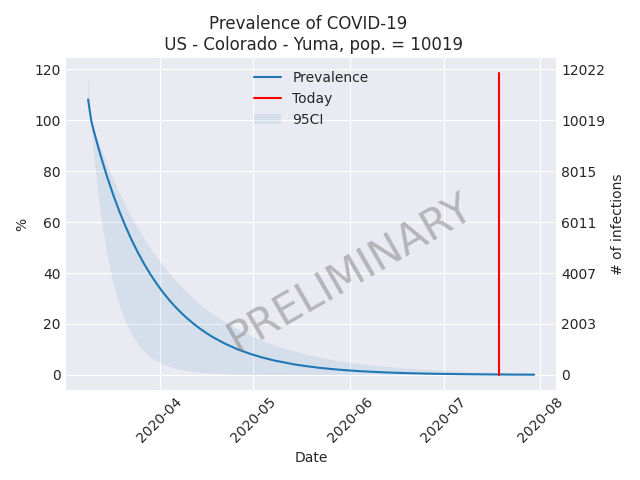 Prevalence of COVID-19
US - Colorado - Yuma, pop. = 10019
120
100
80
60
40
20
0
%
12022
10019
8015
6011
4007
2003
0
# of infections
Prevalence
Today
95CI
PRELIMINARY
2020-04
2020-05
2020-06
2020-07
2020-08
Date